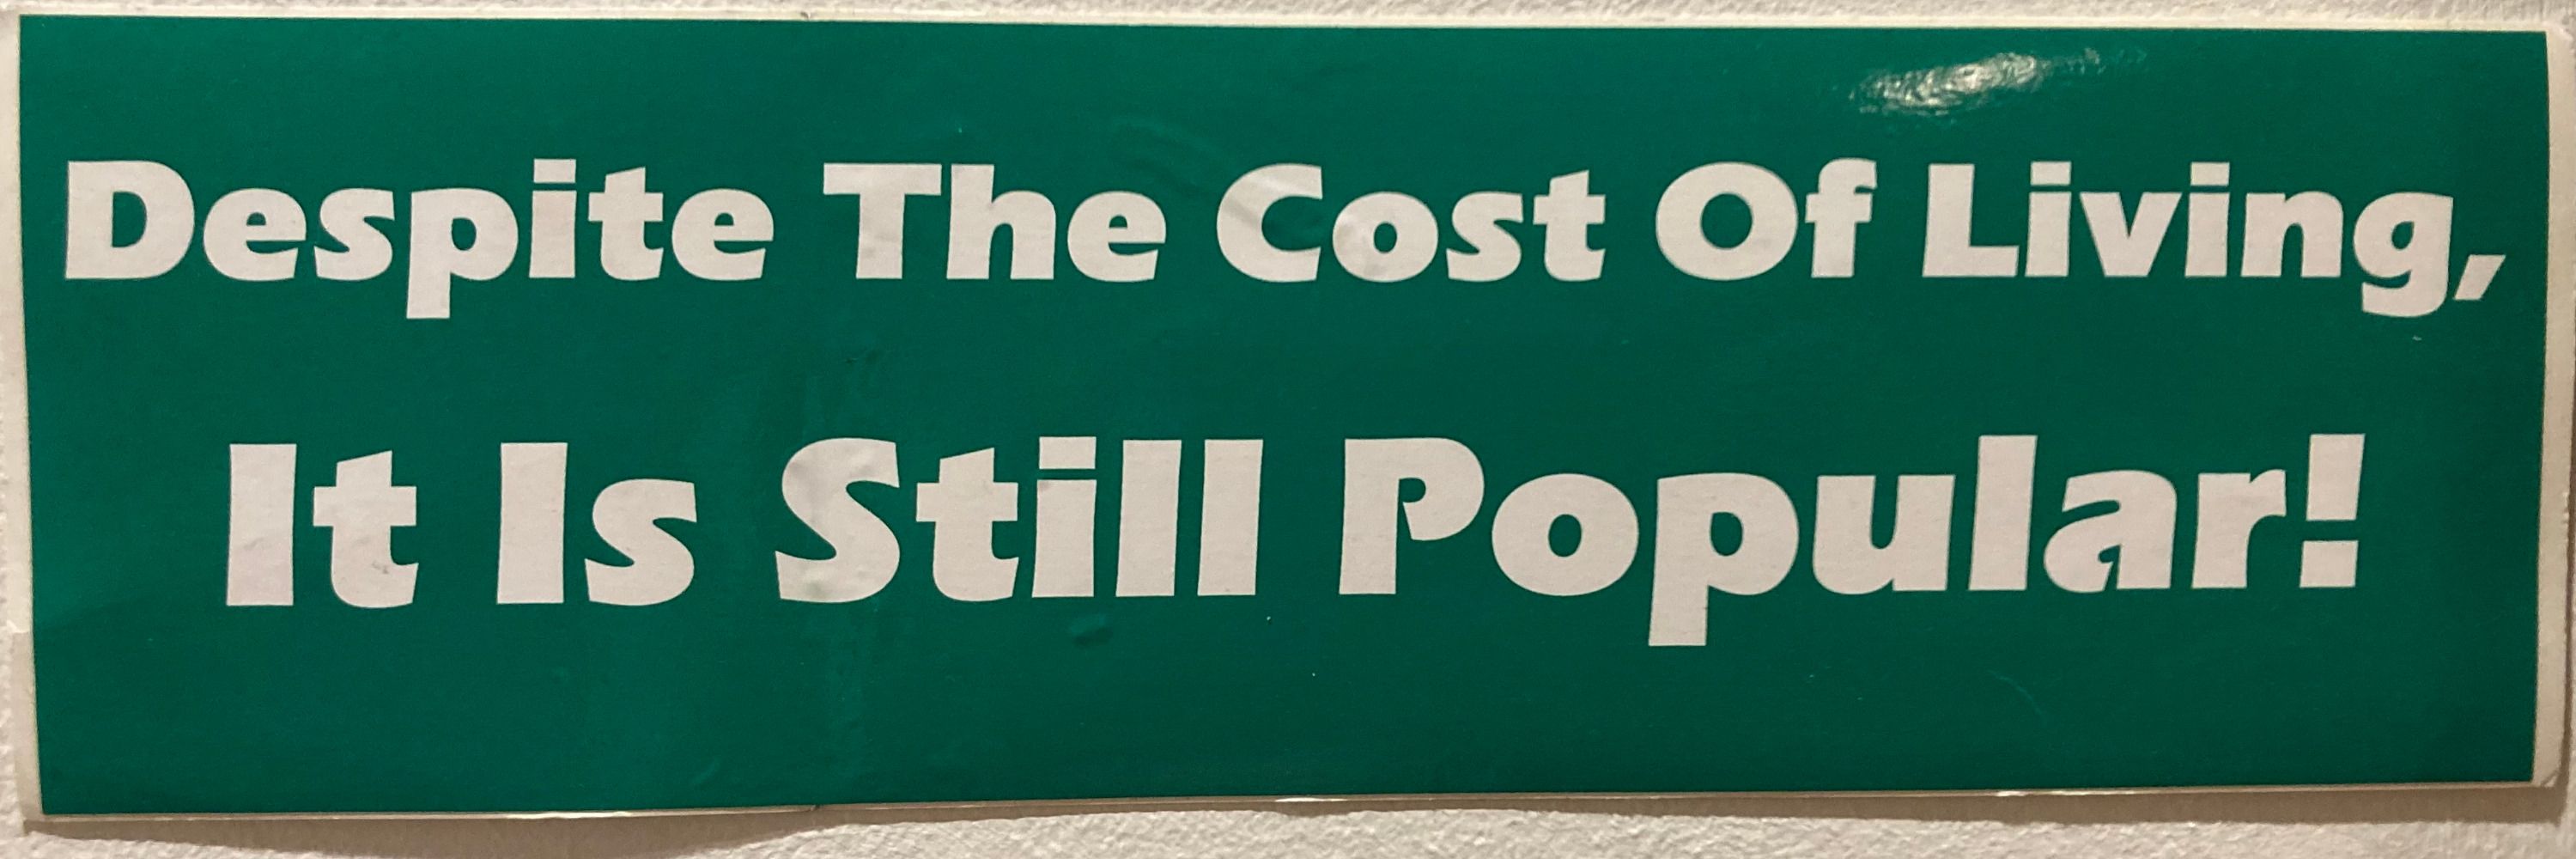 Despite The Cost Of Living,
It Is Still Popular!